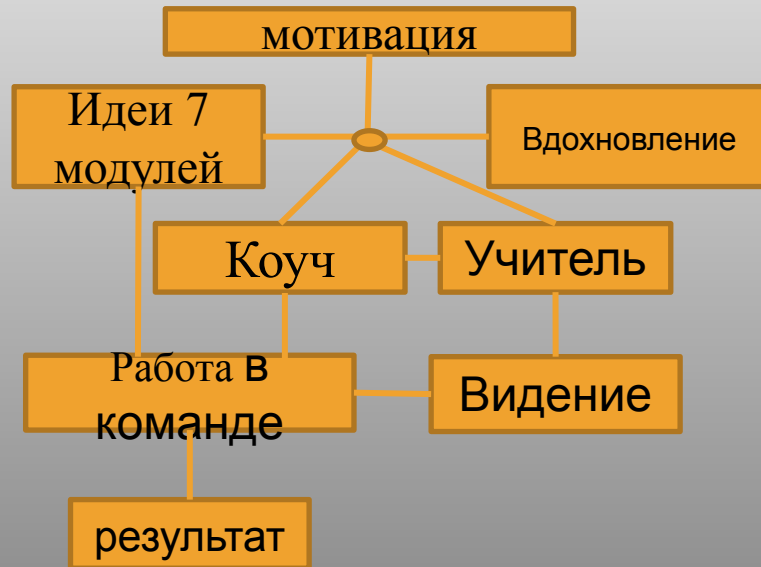 мотивация
Идеи 7
модулей
Вдохновление
Коуч
Учитель
Работа в
команде
Видение
результат